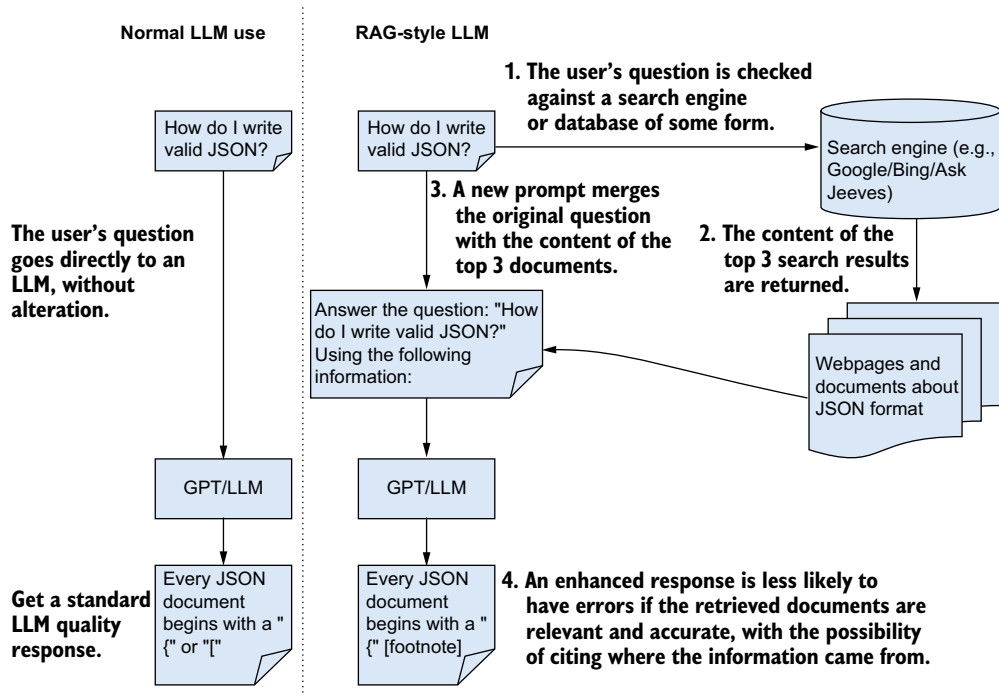 Normal LLM use
RAG-style LLM
How do I write
valid JSON?
The user's question
goes directly to an
LLM, without
alteration.
GPT/LLM
Get a standard
LLM quality
response.
Every JSON
document
begins with a "
{" or "["
How do I write
valid JSON?
1. The user's question is checked
against a search engine
or database of some form.
Search engine (e.g.,
Google/Bing/Ask
Jeeves)
2. The content of the
top 3 search results
are returned.
Webpages and
documents about
JSON format
3. A new prompt merges
the original question
with the content of the
top 3 documents.
Answer the question: "How
do I write valid JSON?"
Using the following
information:
GPT/LLM
Every JSON
document
begins with a "
{" [footnote]
4. An enhanced response is less likely to
have errors if the retrieved documents are
relevant and accurate, with the possibility
of citing where the information came from.